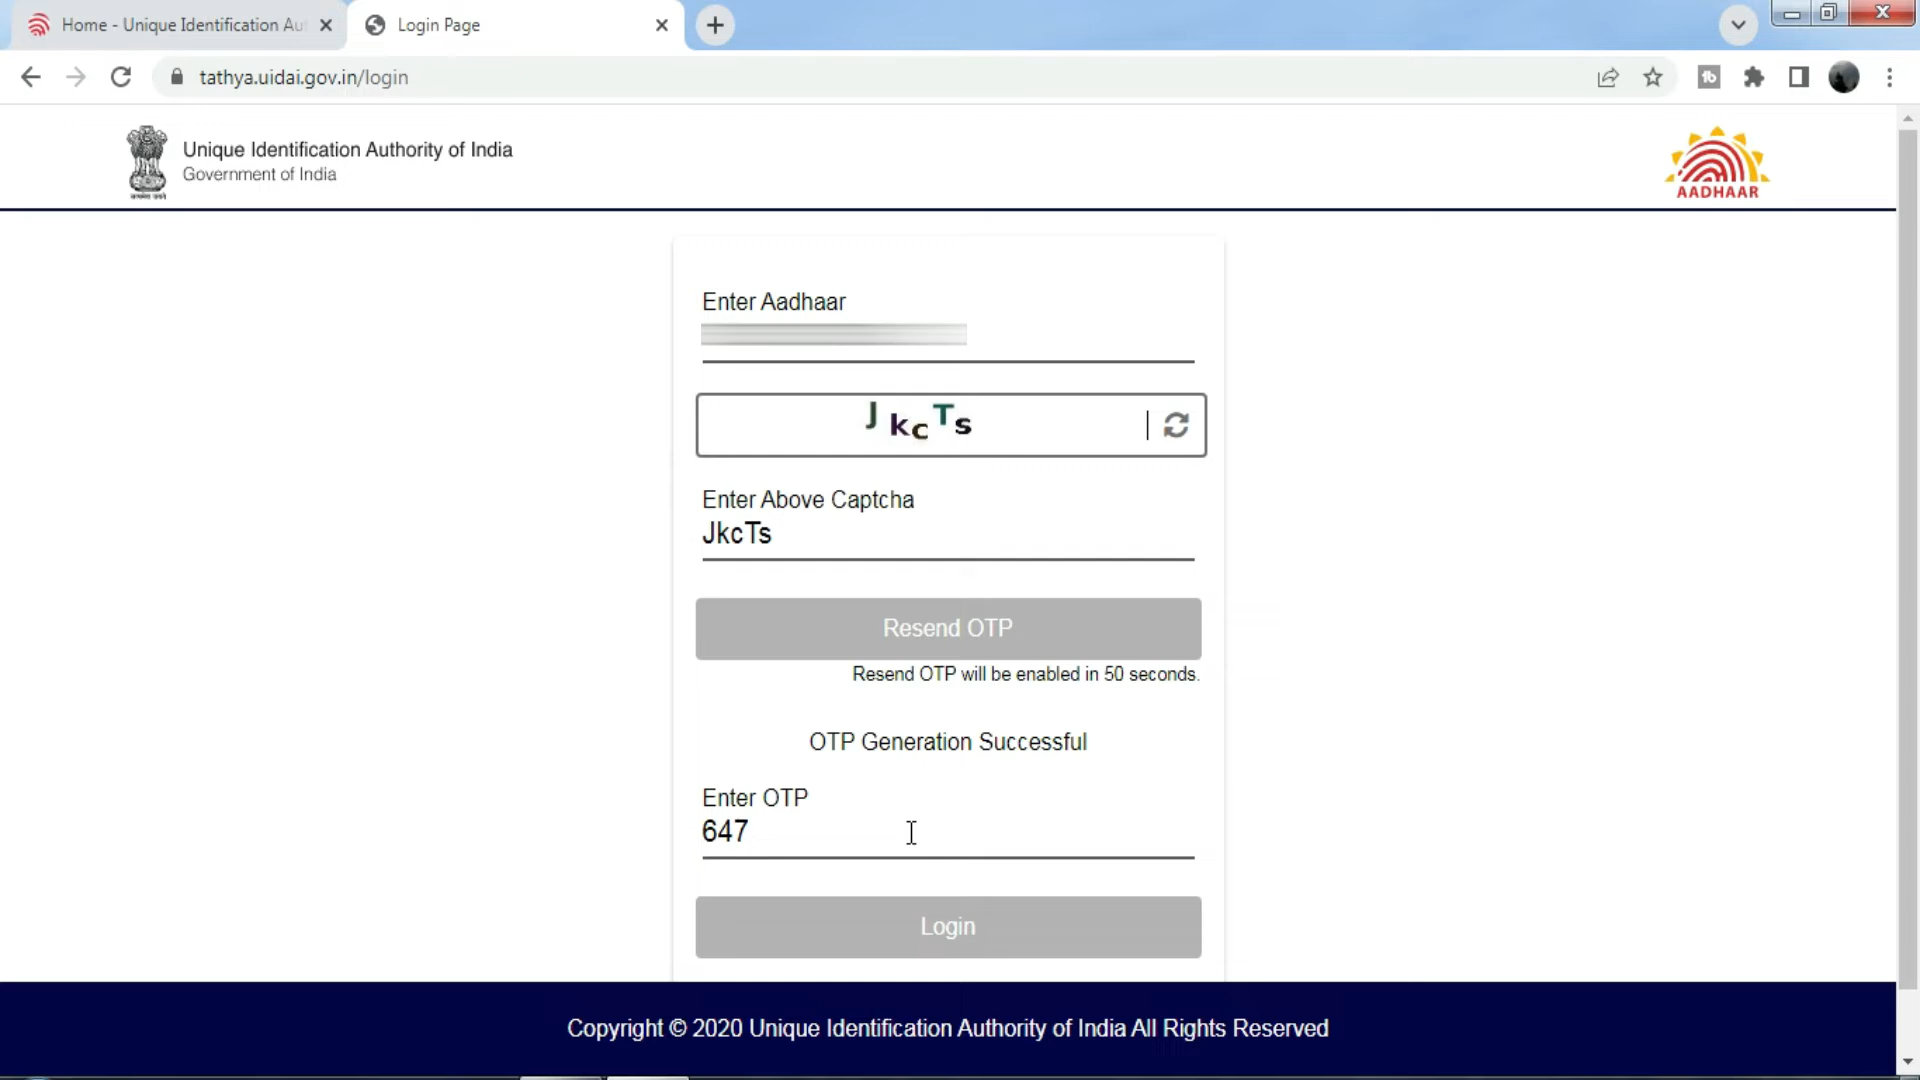 Home - Unique Identification Au
Login Page
tathya.uidai.gov.in/login
Unique Identification Authority of India
Government of India
AADHAAR
Enter Aadhaar
JkcTs
Enter Above Captcha
JkcTs
Resend OTP
Resend OTP will be enabled in 50 seconds.
OTP Generation Successful
Enter OTP
647
Login
Copyright © 2020 Unique Identification Authority of India All Rights Reserved